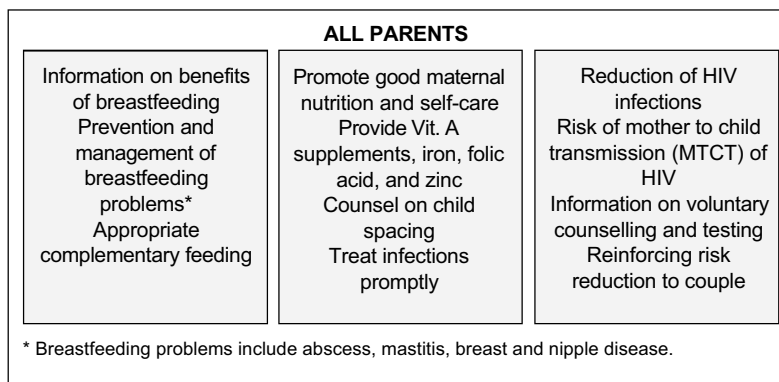 ALL PARENTS
Information on benefits
of breastfeeding
Prevention and
management of
breastfeeding
problems*
Appropriate
complementary feeding
Promote good maternal
nutrition and self-care
Provide Vit. A
supplements, iron, folic
acid, and zinc
Counsel on child
spacing
Treat infections
promptly
Reduction of HIV
infections
Risk of mother to child
transmission (MTCT) of
HIV
Information on voluntary
counselling and testing
Reinforcing risk
reduction to couple
* Breastfeeding problems include abscess, mastitis, breast and nipple disease.